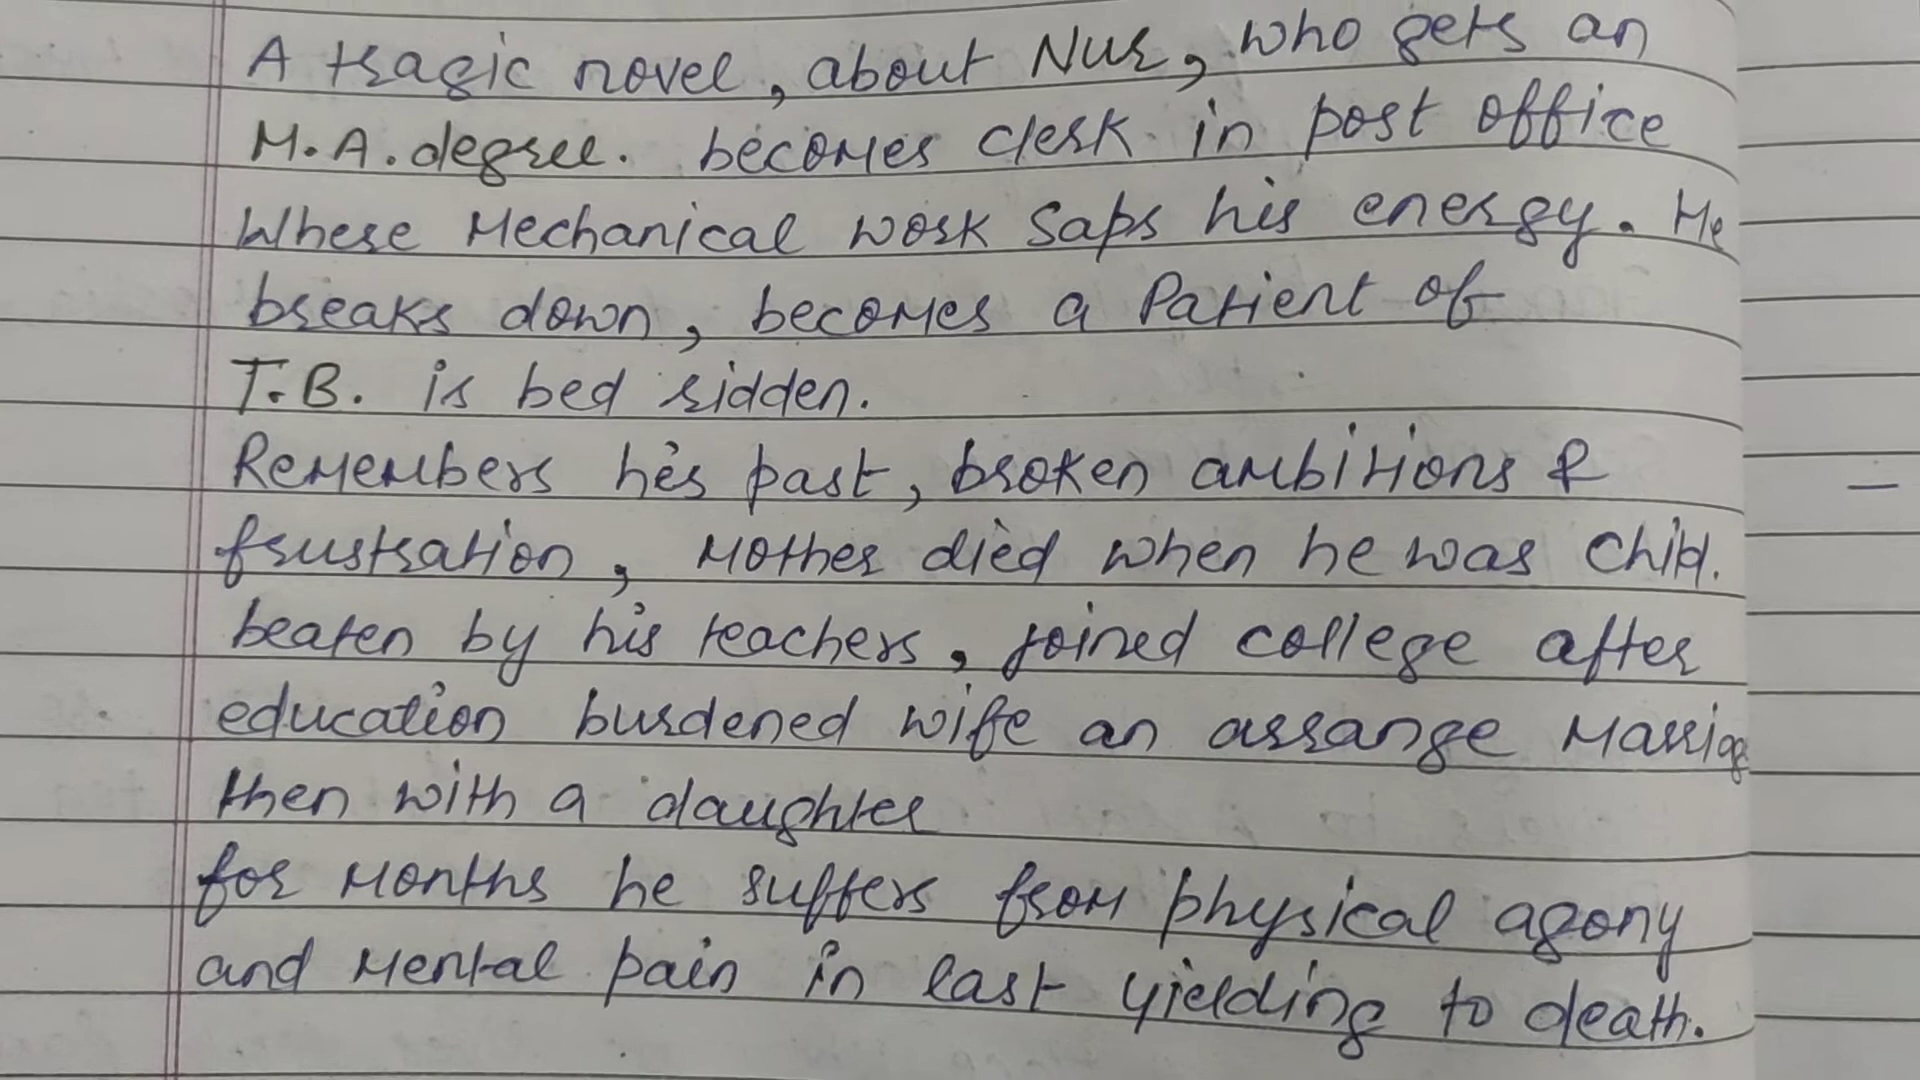 A tragic novel, about Nur, who gets an
M.A. degree. becomes clerk in post office
Where Mechanical work Saps his energy. He
breaks down, becomes a Patient of
T.B. is bed ridden.
Remembers his past, broken ambitions &
frustration, Mother died when he was child.
beaten by his teachers, joined college after
education burdened wife an arrange Marriage
then with a daughter
for Months he suffers from physical agony
and Mental pain in last yielding to death.